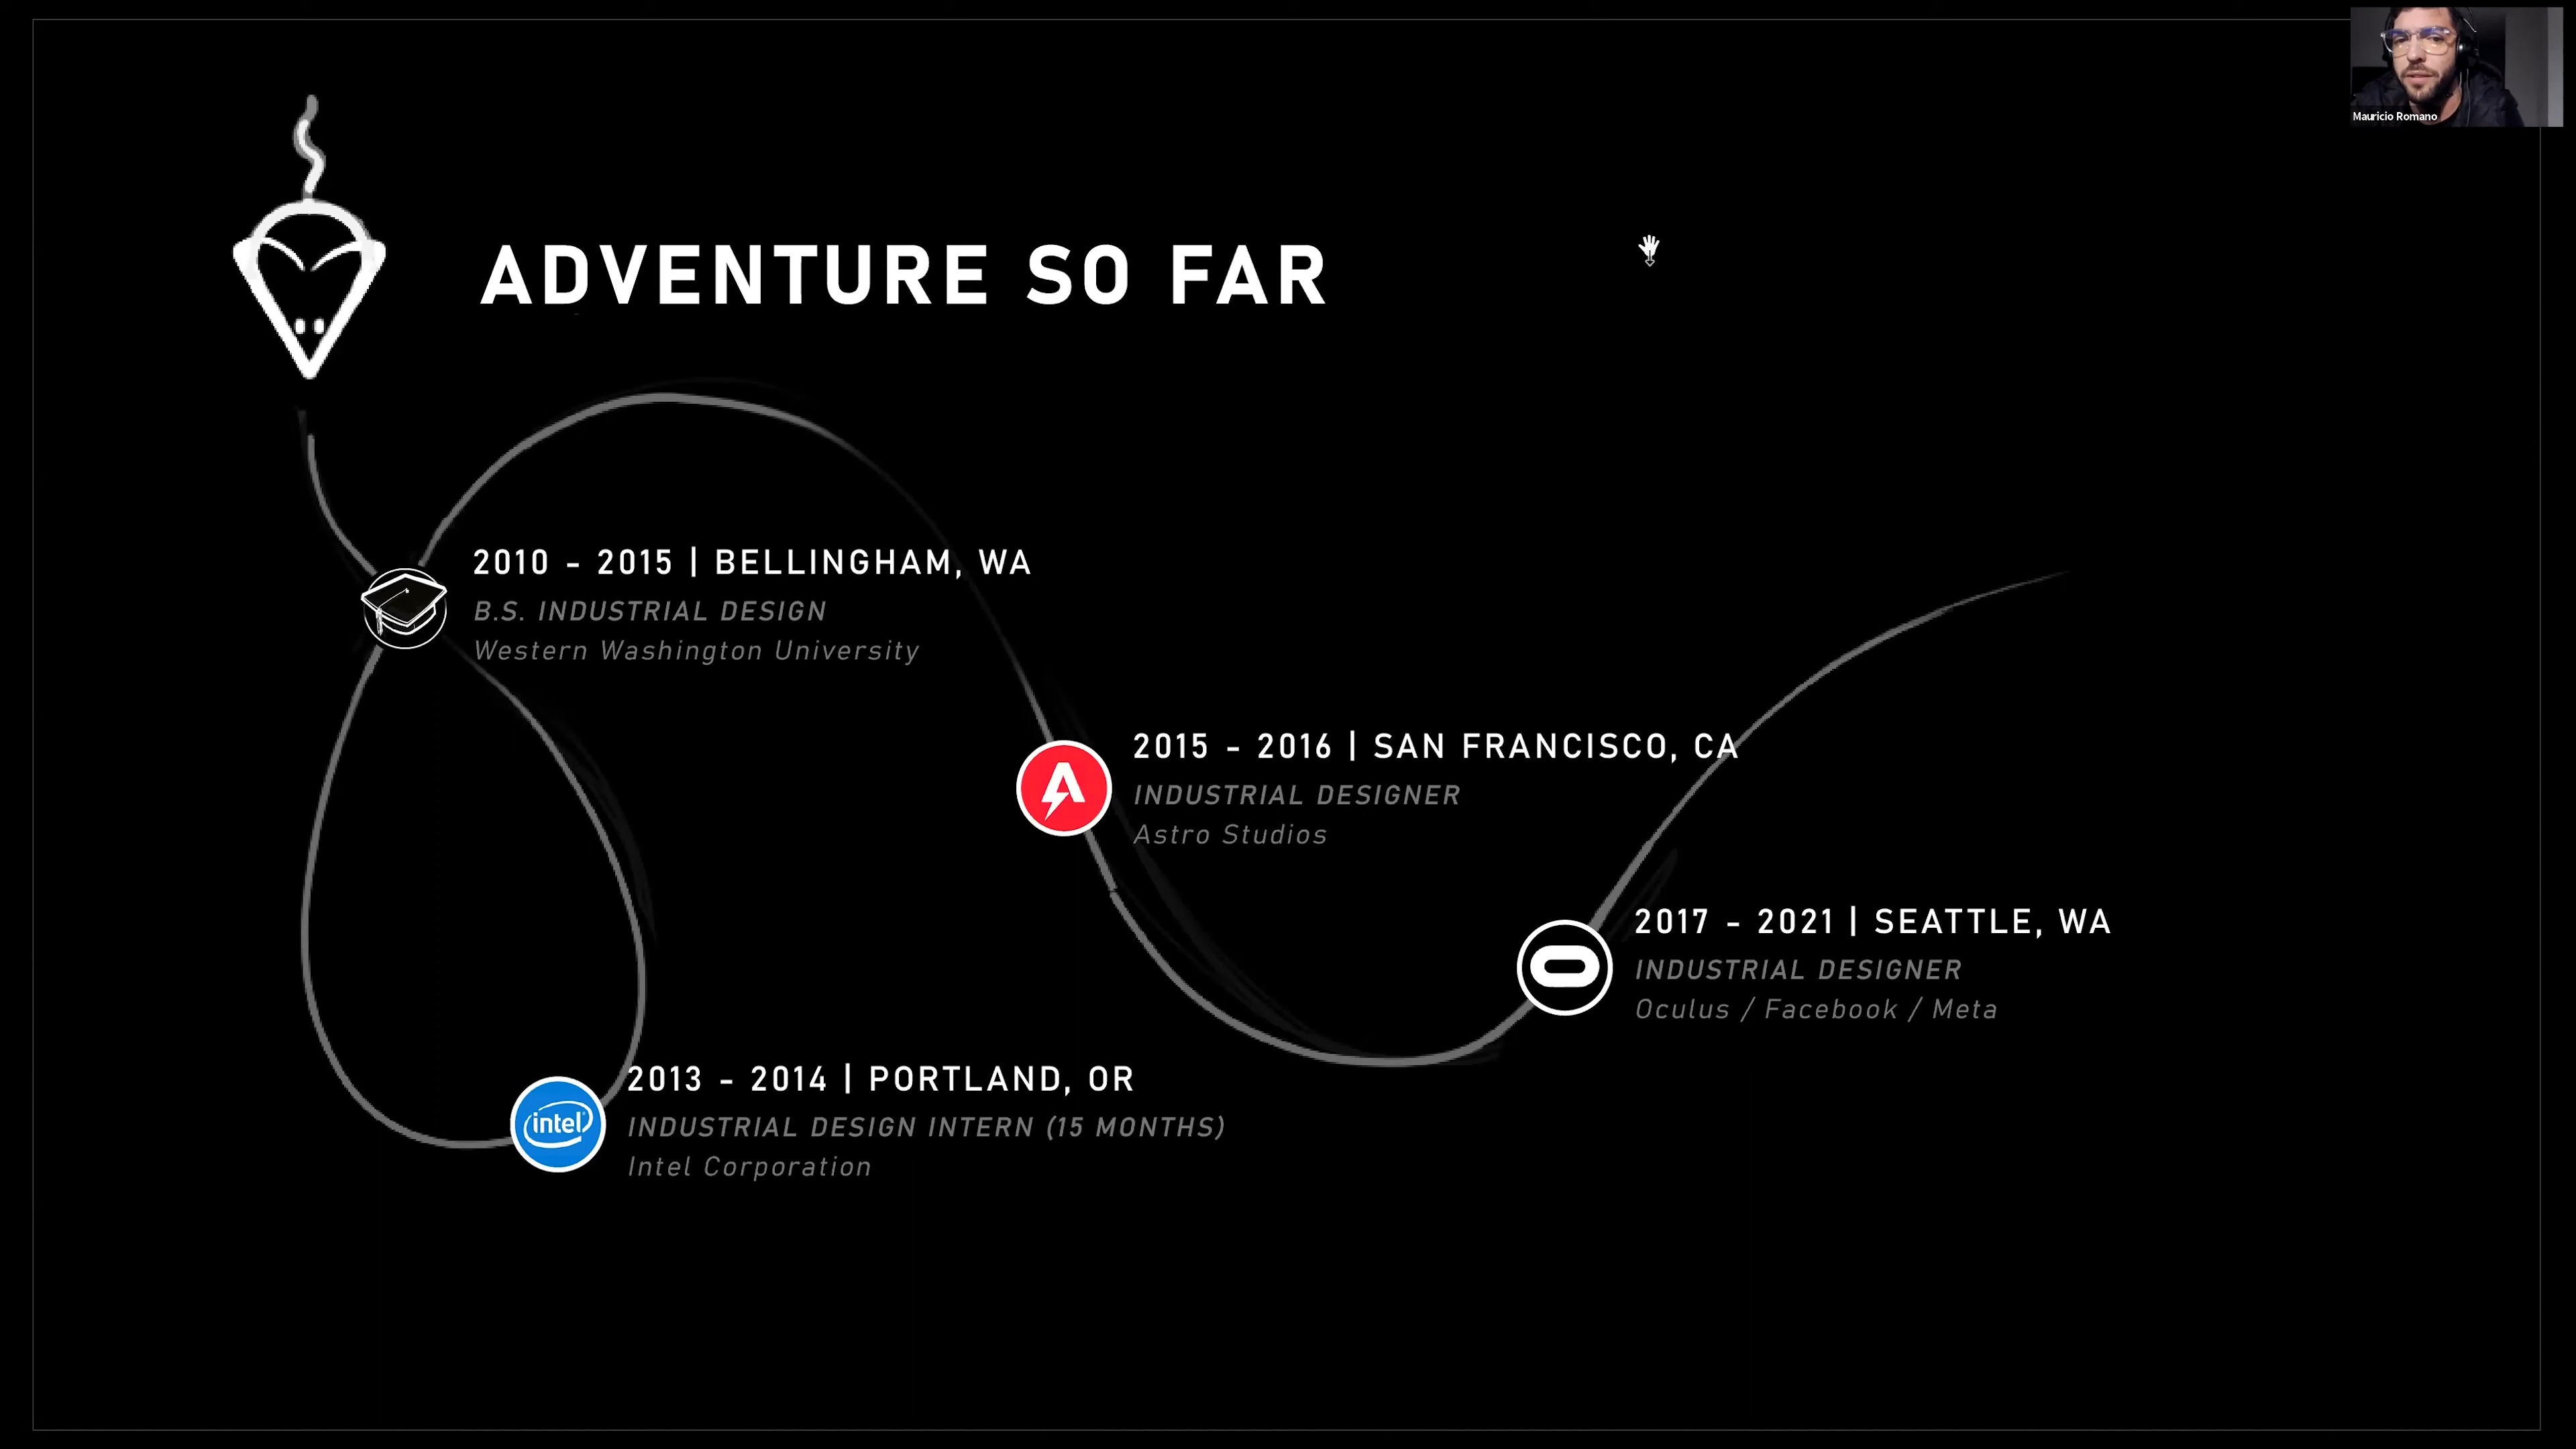 Mauricio Romano
ADVENTURE SO FAR
2010 - 2015 | BELLINGHAM, WA
B.S. INDUSTRIAL DESIGN
Western Washington University
2015 - 2016 | SAN FRANCISCO, CA
INDUSTRIAL DESIGNER
Astro Studios
2017 - 2021 | SEATTLE, WA
INDUSTRIAL DESIGNER
Oculus / Facebook / Meta
2013 - 2014 | PORTLAND, OR
INDUSTRIAL DESIGN INTERN (15 MONTHS)
Intel Corporation
intel